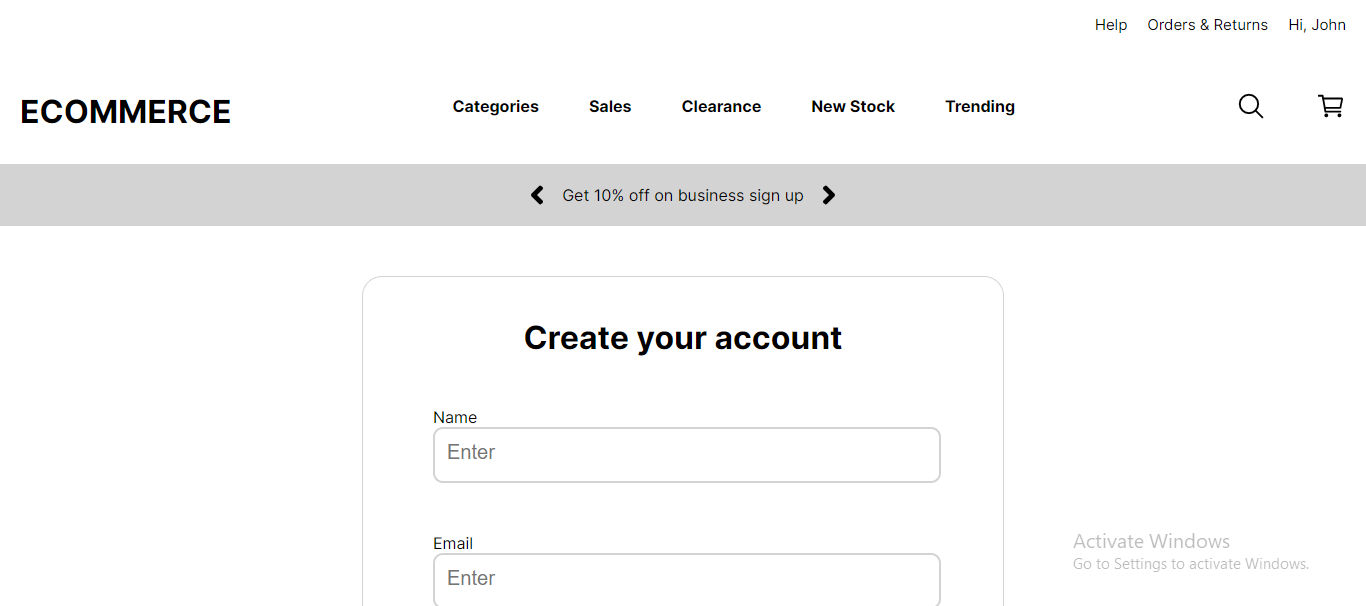 Help Orders & Returns Hi, John
ECOMMERCE Categories Sales Clearance New Stock Trending
Get 10% off on business sign up
Create your account
Name
Enter
Email
Enter
Activate Windows
Go to Settings to activate Windows.